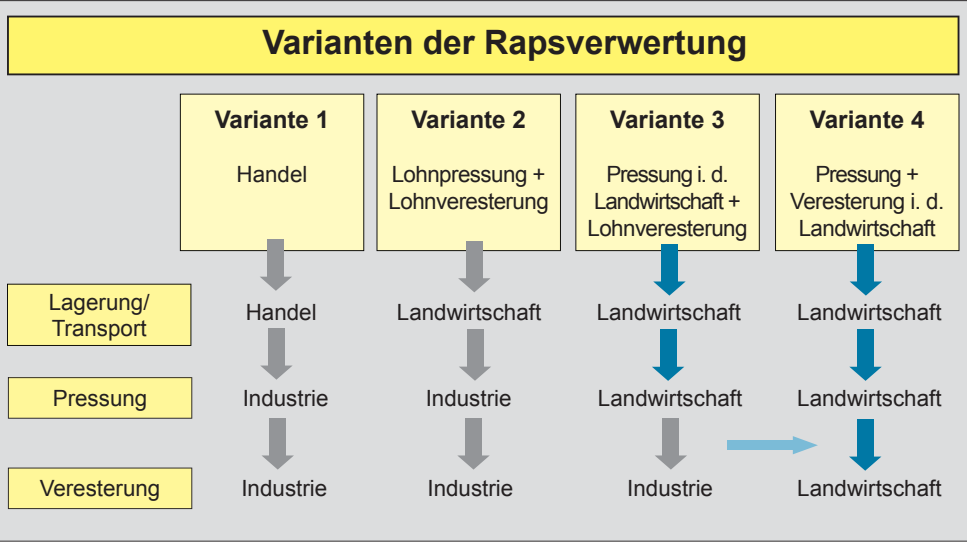 Varianten der Rapsverwertung
Variante 1
Handel
Variante 2
Lohnpressung +
Lohnveresterung
Variante 3
Pressung i. d.
Landwirtschaft +
Lohnveresterung
Variante 4
Pressung +
Veresterung i. d.
Landwirtschaft
Lagerung/
Transport
Handel
Landwirtschaft
Landwirtschaft
Landwirtschaft
Pressung
Industrie
Industrie
Landwirtschaft
Landwirtschaft
Veresterung
Industrie
Industrie
Industrie
Landwirtschaft